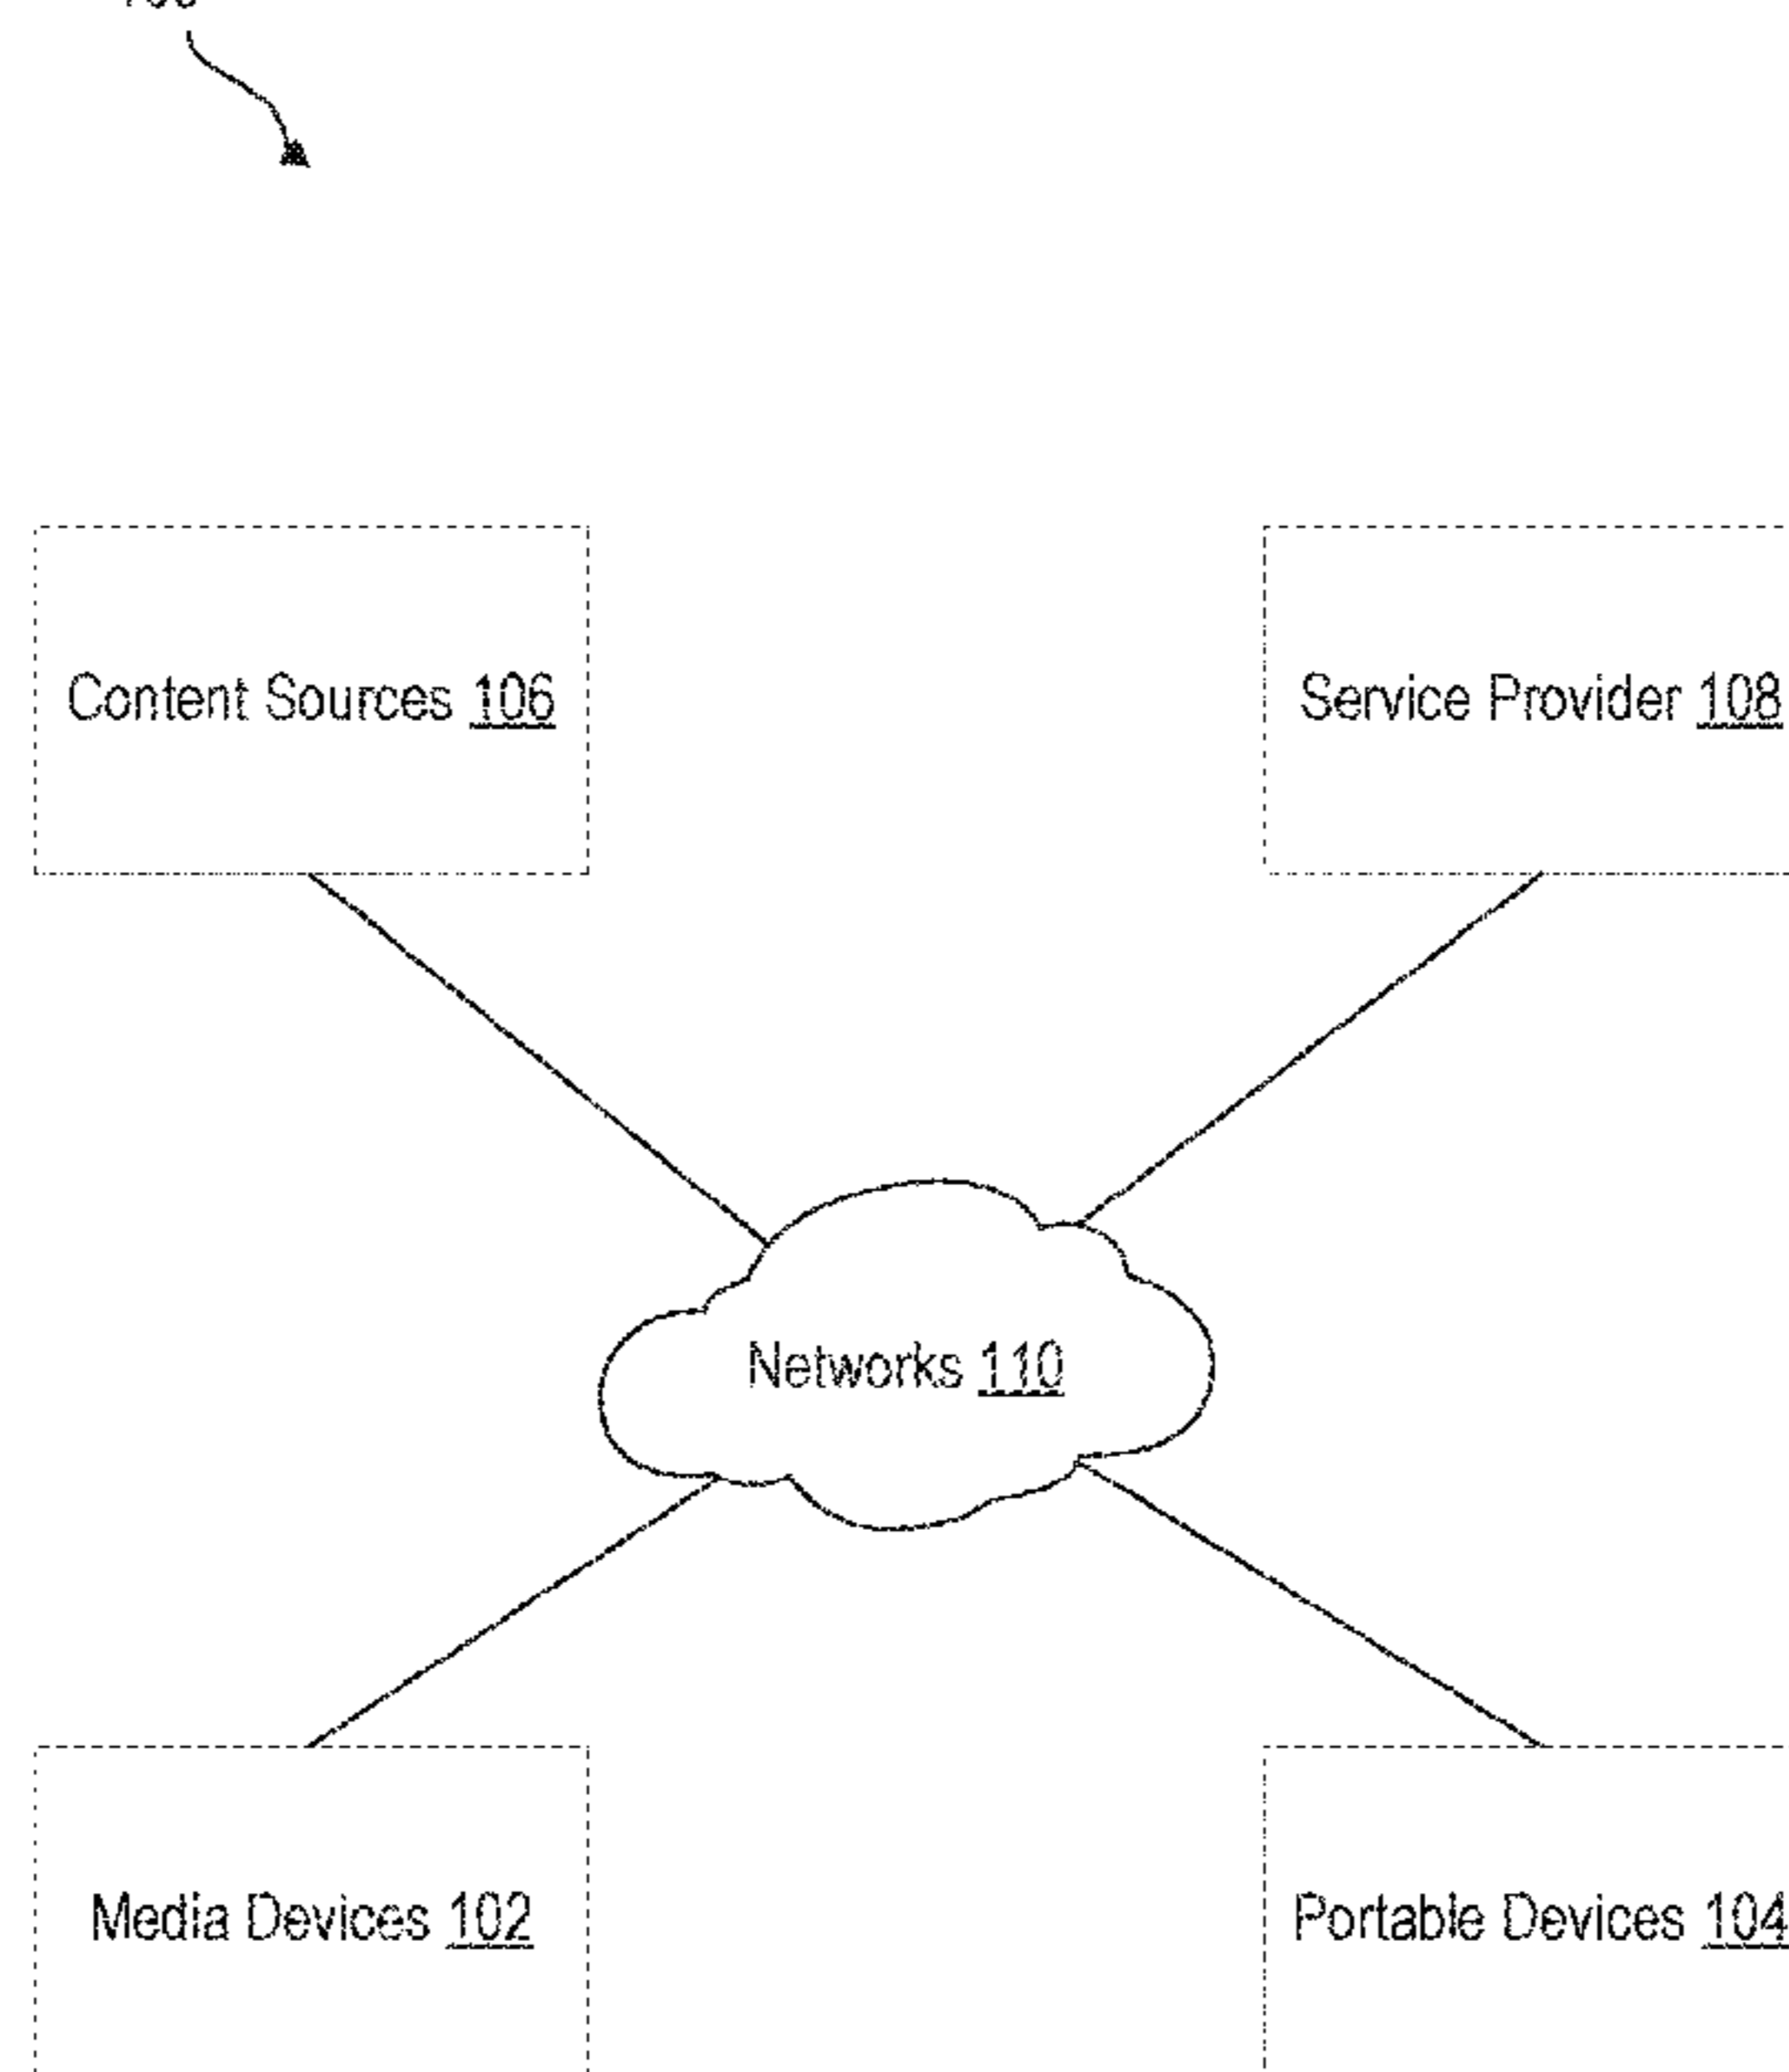 Content Sources 106
Service Provider 108
Networks 110
Media Devices 102
Portable Devices 104